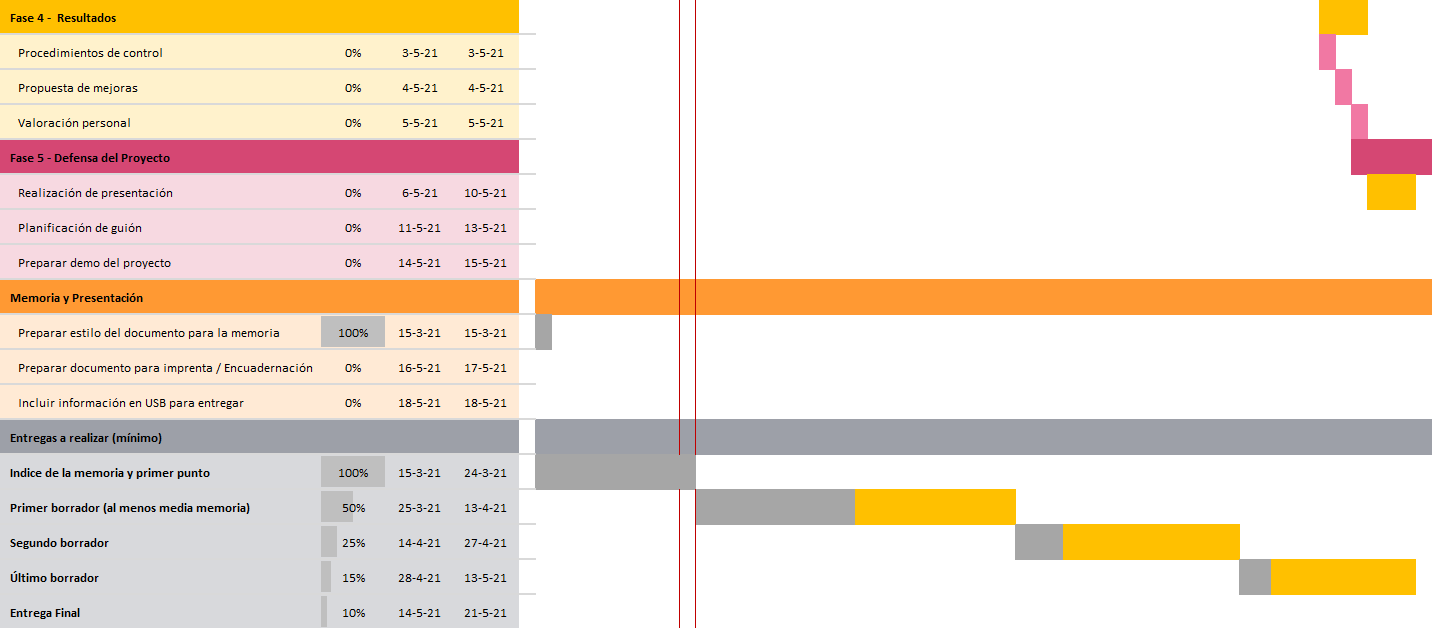 Fase 4 - Resultados
Procedimientos de control 0% 3-5-21 3-5-21
Propuesta de mejoras 0% 4-5-21 4-5-21
Valoración personal 0% 5-5-21 5-5-21
Fase 5 - Defensa del Proyecto
Realización de presentación 0% 6-5-21 10-5-21
Planificación de guión 0% 11-5-21 13-5-21
Preparar demo del proyecto 0% 14-5-21 15-5-21
Memoria y Presentación
Preparar estilo del documento para la memoria 100% 15-3-21 15-3-21
Preparar documento para imprenta / Encuadernación 0% 16-5-21 17-5-21
Incluir información en USB para entregar 0% 18-5-21 18-5-21
Entregas a realizar (mínimo)
Indice de la memoria y primer punto 100% 15-3-21 24-3-21
Primer borrador (al menos media memoria) 50% 25-3-21 13-4-21
Segundo borrador 25% 14-4-21 27-4-21
Último borrador 15% 28-4-21 13-5-21
Entrega Final 10% 14-5-21 21-5-21